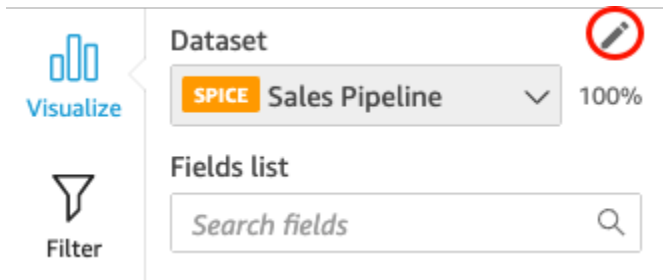 Dataset
Visualize
SPICE Sales Pipeline 100%
Fields list
Search fields
Filter